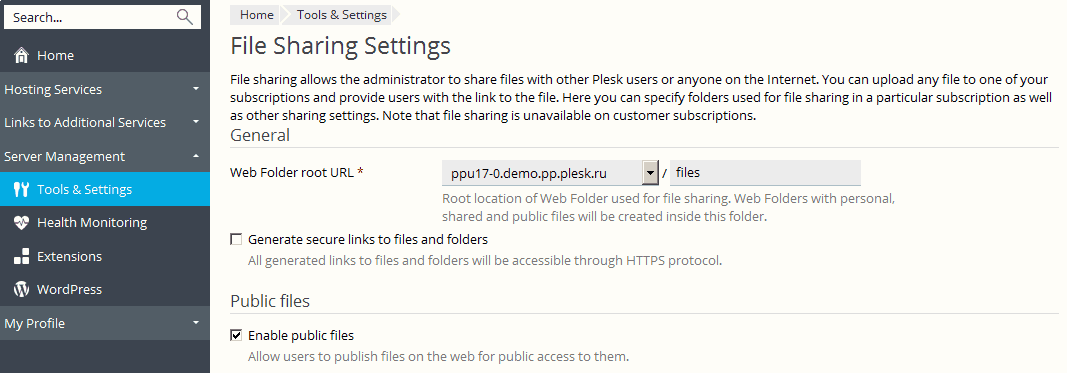 Search...
Home
Hosting Services
Links to Additional Services
Server Management
Tools & Settings
Health Monitoring
Extensions
WordPress
My Profile
Home Tools & Settings
File Sharing Settings
File sharing allows the administrator to share files with other Plesk users or anyone on the Internet. You can upload any file to one of your
subscriptions and provide users with the link to the file. Here you can specify folders used for file sharing in a particular subscription as well
as other sharing settings. Note that file sharing is unavailable on customer subscriptions.
General
Web Folder root URL * ppu17-0.demo.pp.plesk.ru / files
Root location of Web Folder used for file sharing. Web Folders with personal,
shared and public files will be created inside this folder.
Generate secure links to files and folders
All generated links to files and folders will be accessible through HTTPS protocol.
Public files
Enable public files
Allow users to publish files on the web for public access to them.